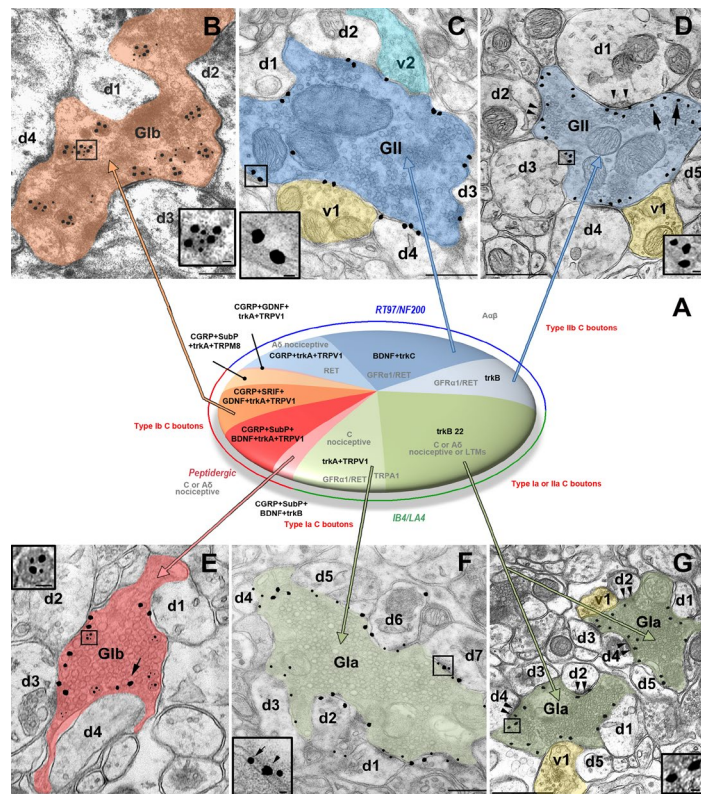 B
d2
d1
GIb
d4
d3
C
d2
v2
d1
GII
d3
v1
d4
D
d1
d2
GII
d3
d5
v1
d4
A
RT97/NF200
Aαβ
CGRP+GDNF+
trkA+TRPV1
CGRP+SubP
+trkA+TRPM8
Type IIb C boutons
Aδ nociceptive
CGRP+trkA+TRPV1
RET
BDNF+trkC
GFRα1/RET
trkB
GFRα1/RET
CGRP+SRIF+
GDNF+trkA+TRPV1
Type Ib C boutons
CGRP+SubP+
BDNF+trkA+TRPV1
C
nociceptive
trkB 22
C or Aδ
nociceptive or LTMs
trkA+TRPV1
Peptidergic
C or Aδ
nociceptive
GFRα1/RET
TRPA1
Type Ia or IIa C boutons
CGRP+SubP+
BDNF+trkB
Type Ia C boutons
IB4/LA4
E
d2
d1
GIb
d3
d4
F
d5
d4
d6
GIa
d7
d3
d2
d1
G
d2
v1
d1
GIa
d3
d4
d5
d3
d2
d4
GIa
d1
v1
d5